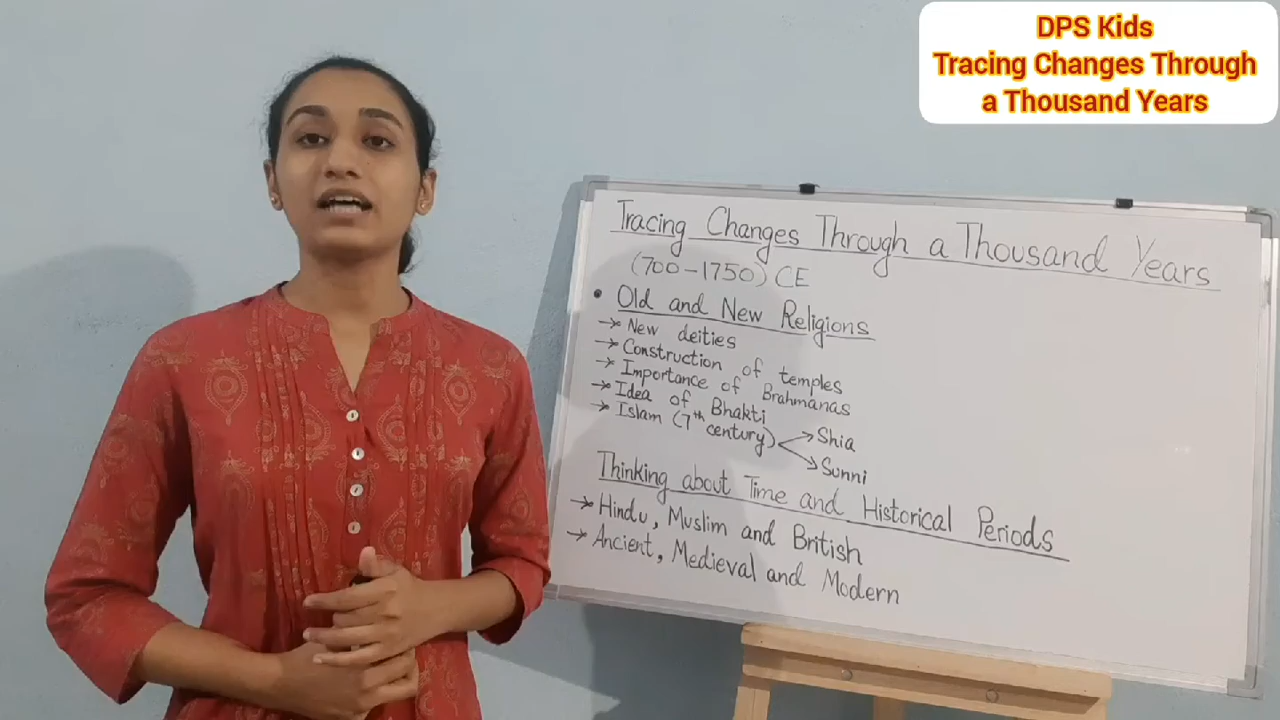 DPS Kids
Tracing Changes Through
a Thousand Years
Tracing Changes Through a Thousand Years
(700-1750) CE
• Old and New Religions
→ New deities
→ Construction of temples
→ Importance of Brahmanas
→ Idea of Bhakti
→ Islam (7th century) → Shia
→ Sunni
Thinking about Time and Historical Periods
→ Hindu, Muslim and British
→ Ancient, Medieval and Modern